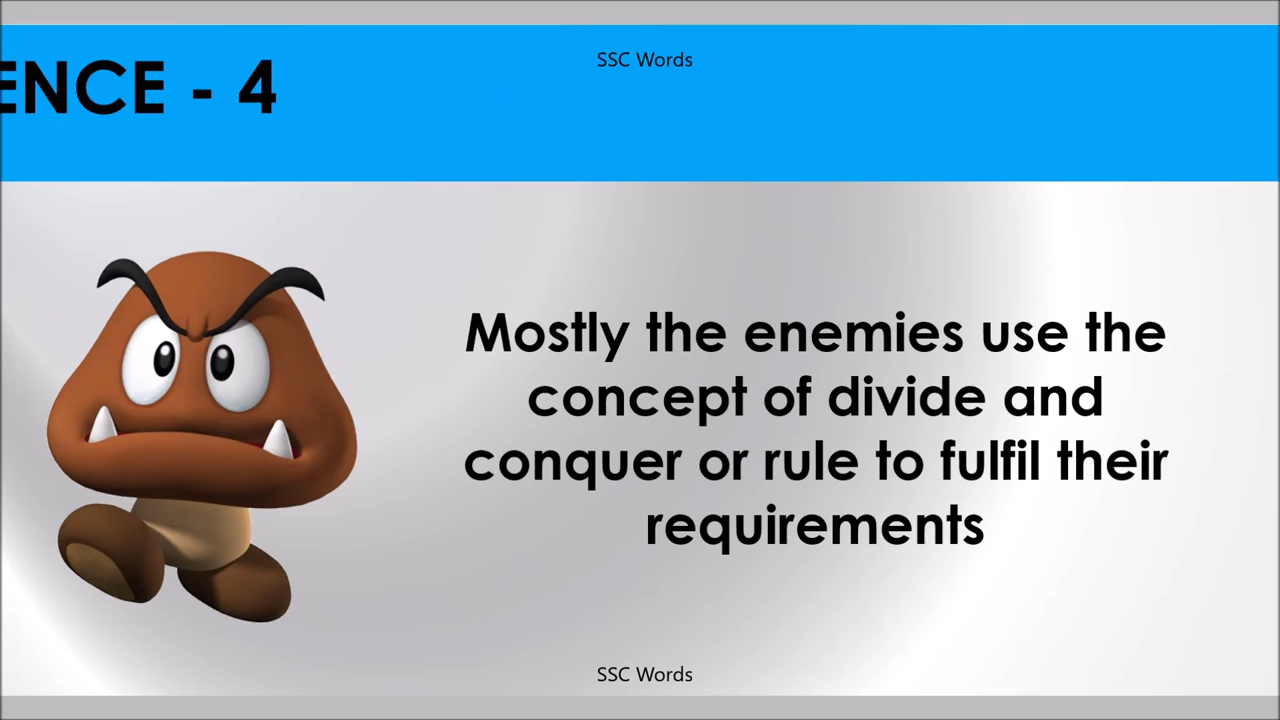 SSC Words
ENCE - 4
Mostly the enemies use the
concept of divide and
conquer or rule to fulfil their
requirements
SSC Words